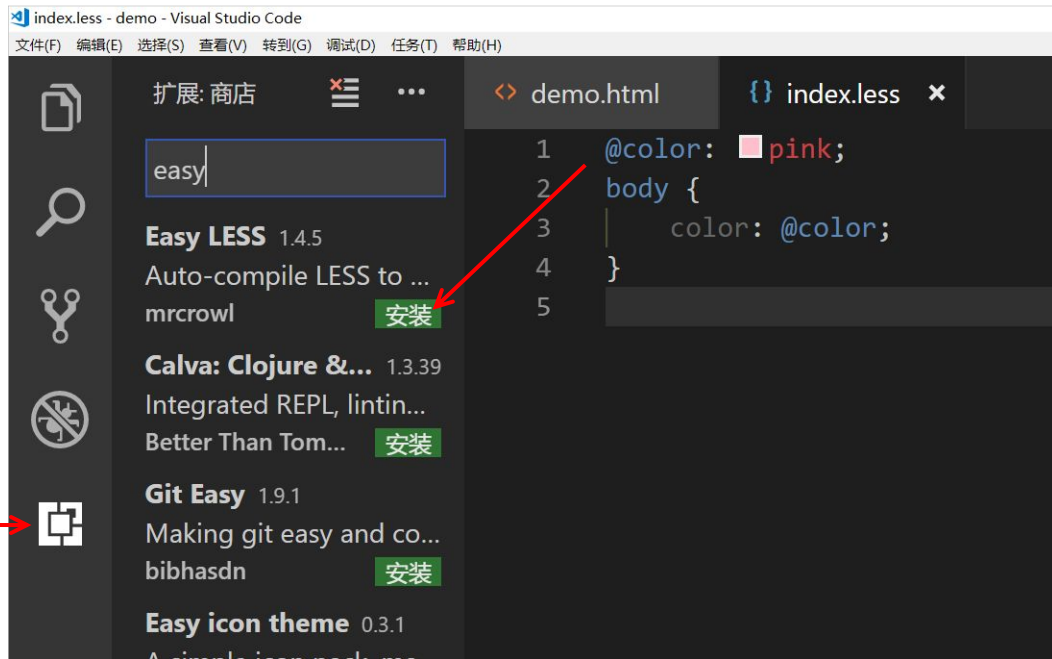 index.less - demo - Visual Studio Code
文件(F) 编辑(E) 选择(S) 查看(V) 转到(G) 调试(D) 任务(T) 帮助(H)
扩展: 商店
easy
Easy LESS 1.4.5
Auto-compile LESS to ...
mrcrowl 安装
Calva: Clojure &... 1.3.39
Integrated REPL, lintin...
Better Than Tom... 安装
Git Easy 1.9.1
Making git easy and co...
bibhasdn 安装
Easy icon theme 0.3.1
demo.html
index.less
1 @color: pink;
2 body {
3 color: @color;
4 }
5